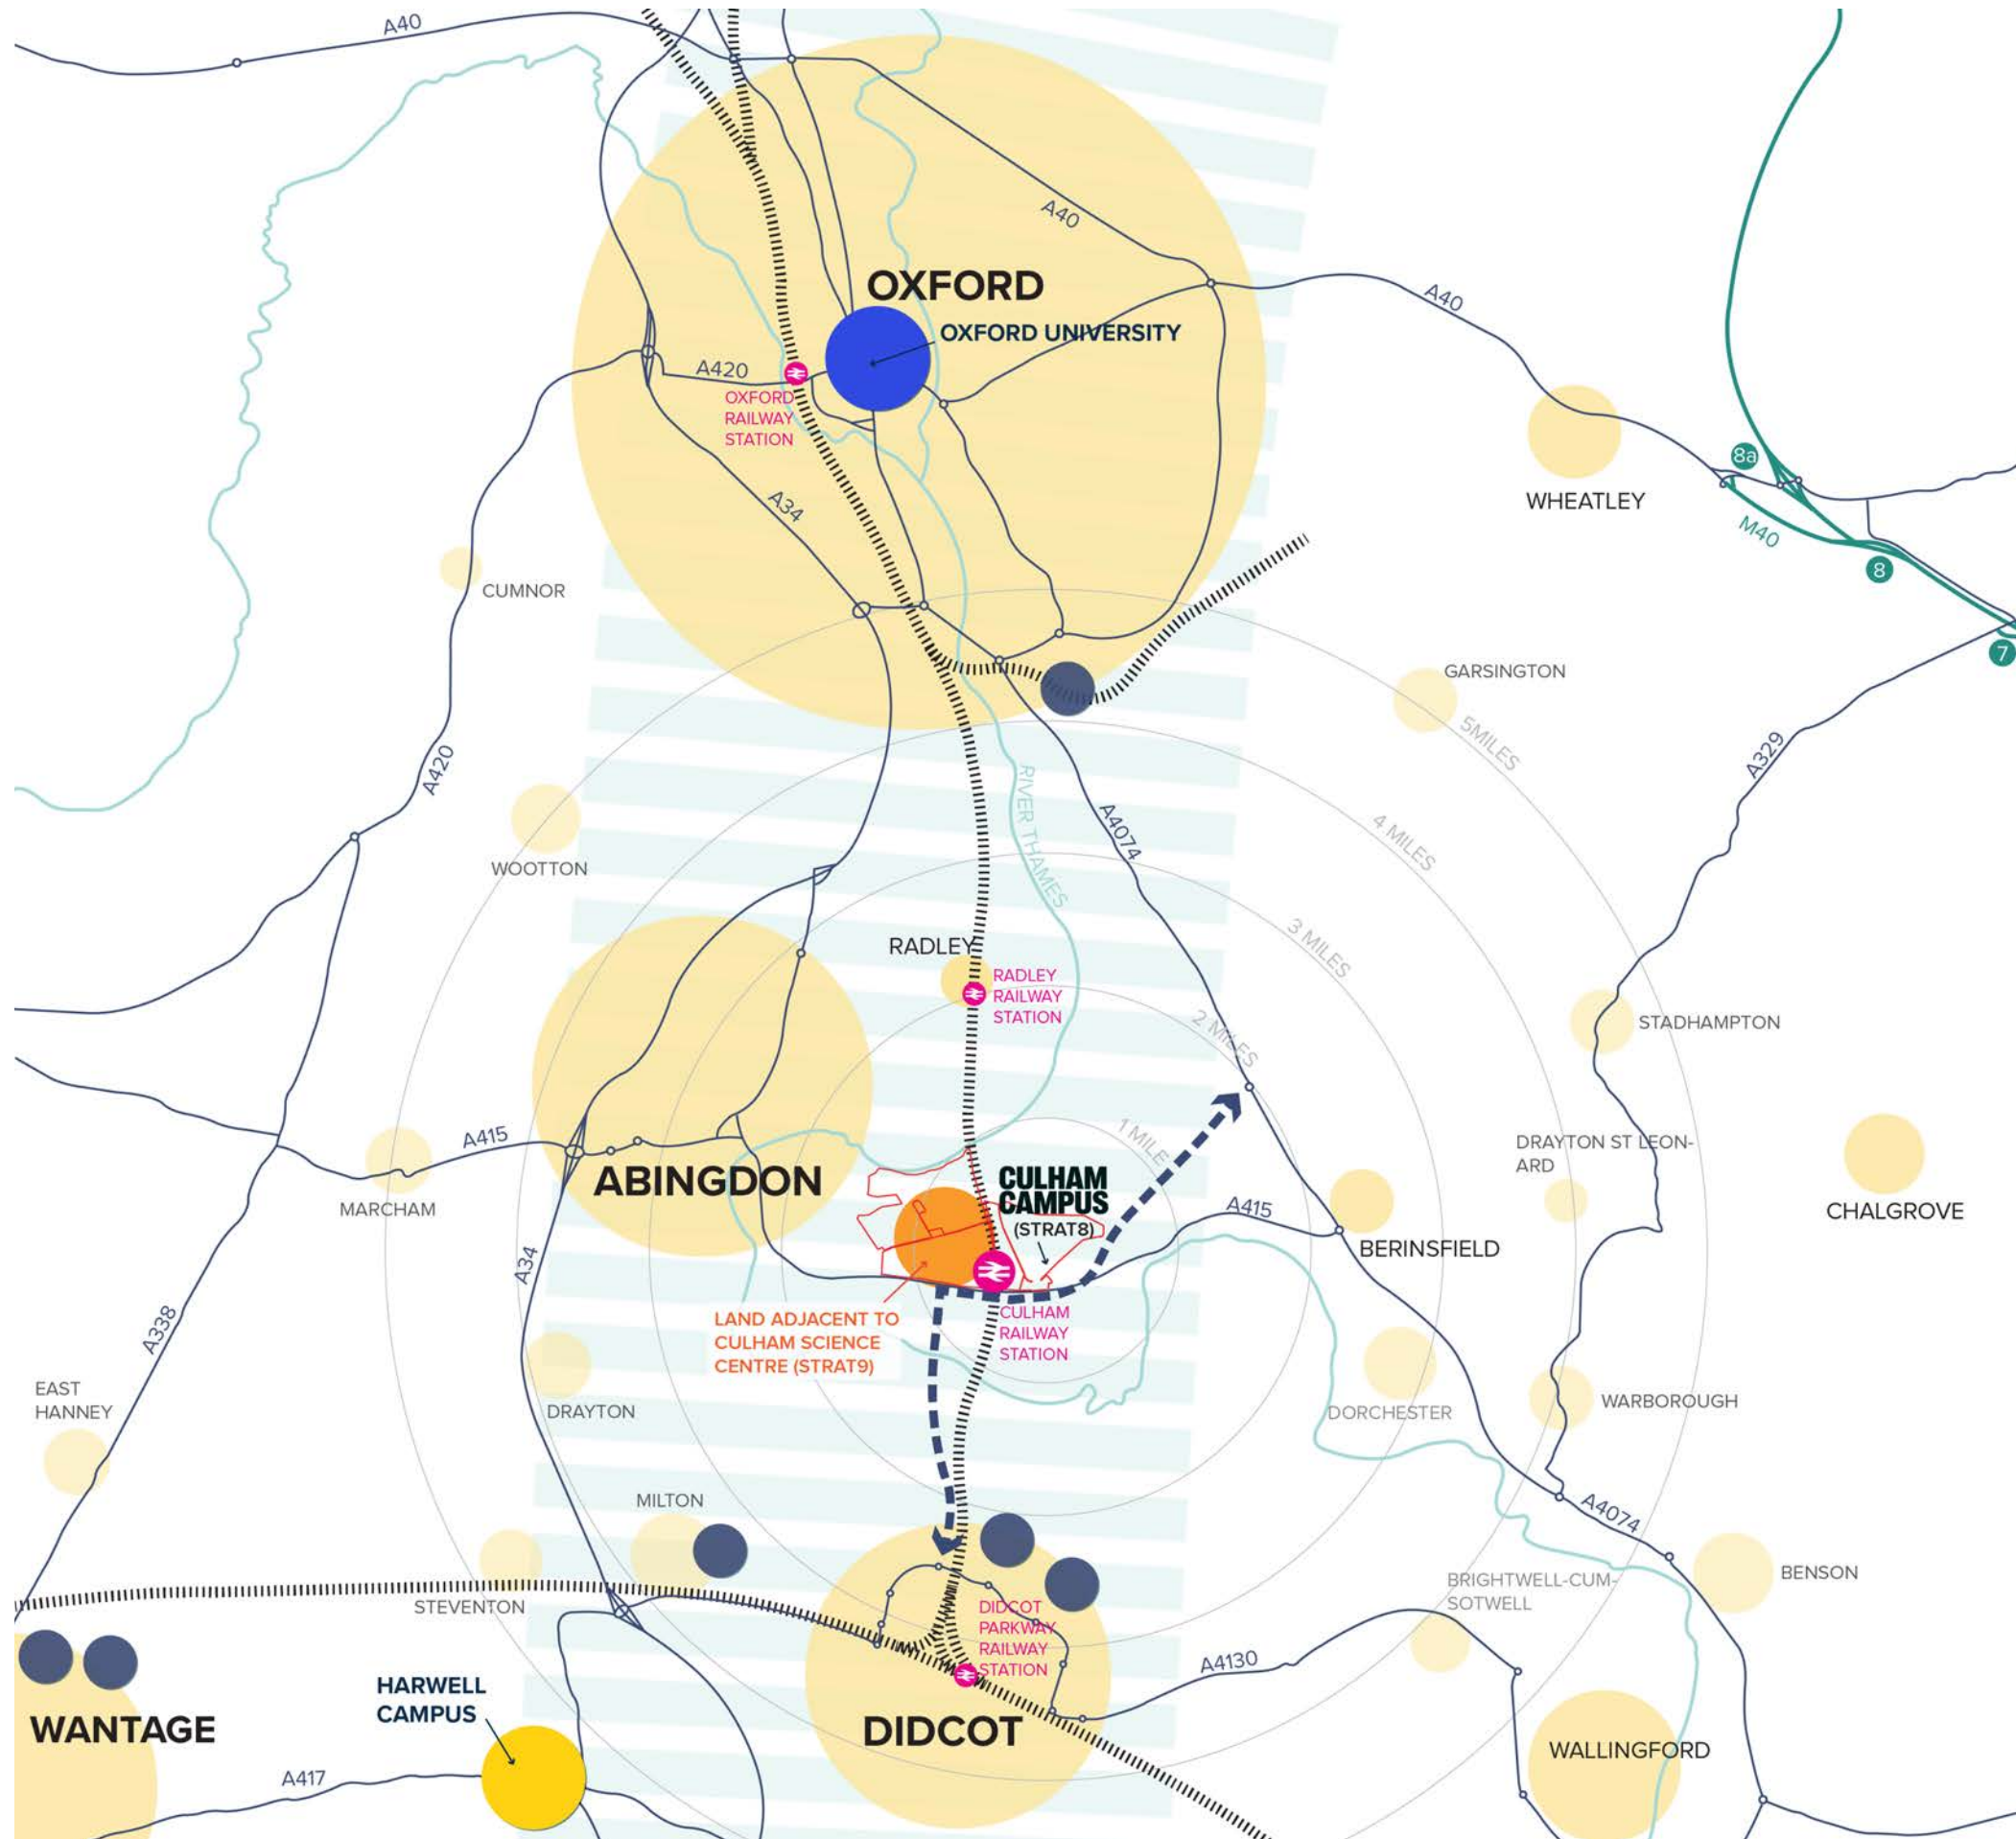 A40
A40
OXFORD
OXFORD UNIVERSITY
A40
A420
OXFORD
RAILWAY
STATION
8a
WHEATLEY
A34
M40
8
CUMNOR
7
GARSINGTON
5MILES
A420
A329
RIVER THAMES
A4074
4 MILES
WOOTTON
3 MILES
RADLEY
RADLEY
RAILWAY
STATION
2 MILES
STADHAMPTON
A415
1 MILE
DRAYTON ST LEON-
ARD
ABINGDON
CULHAM
CAMPUS
(STRAT8)
MARCHAM
A415
CHALGROVE
BERINSFIELD
A34
A338
LAND ADJACENT TO
CULHAM SCIENCE
CENTRE (STRAT9)
CULHAM
RAILWAY
STATION
EAST
HANNEY
DRAYTON
DORCHESTER
WARBOROUGH
MILTON
A4074
STEVENTON
BRIGHTWELL-CUM-
SOTWELL
BENSON
DIDCOT
PARKWAY
RAILWAY
STATION
A4130
HARWELL
CAMPUS
WANTAGE
DIDCOT
WALLINGFORD
A417